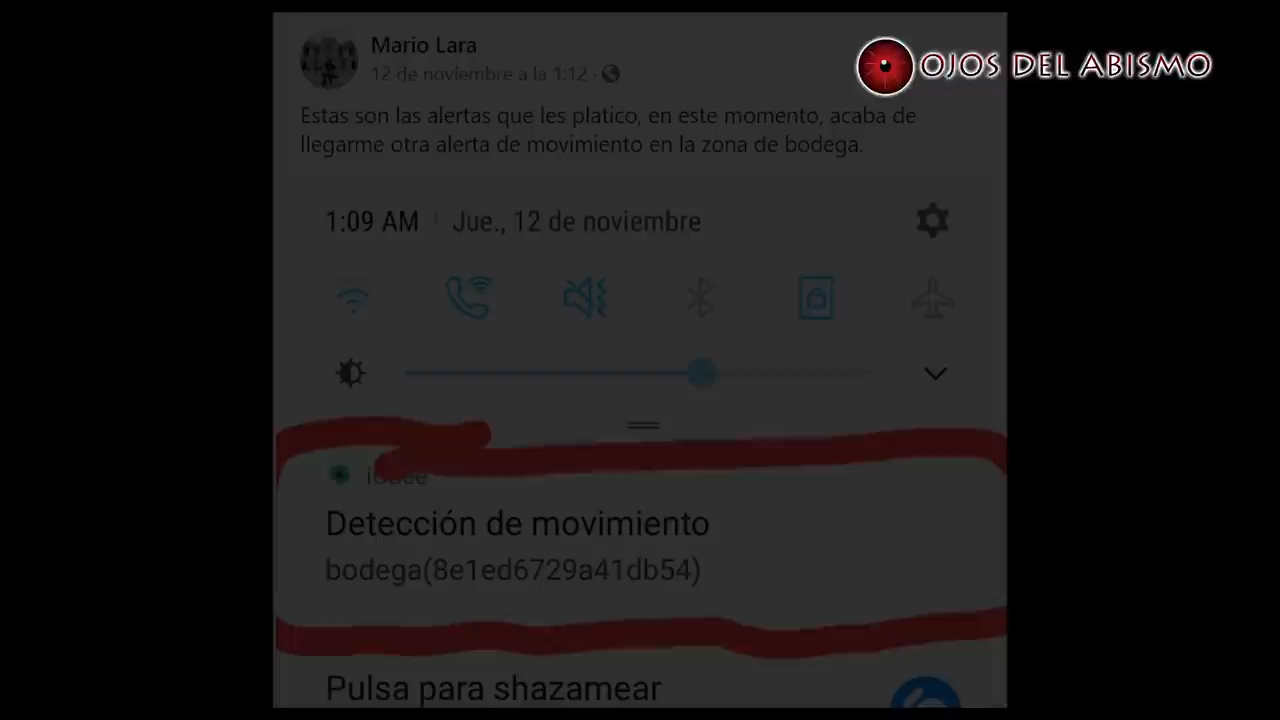 Mario Lara
OJOS DEL ABISMO
12 de noviembre a la 1:12 ·
Estas son las alertas que les platico, en este momento, acaba de
llegarme otra alerta de movimiento en la zona de bodega.
1:09 AM | Jue., 12 de noviembre
Detección de movimiento
bodega(8e1ed6729a41db54)
Pulsa para shazamear